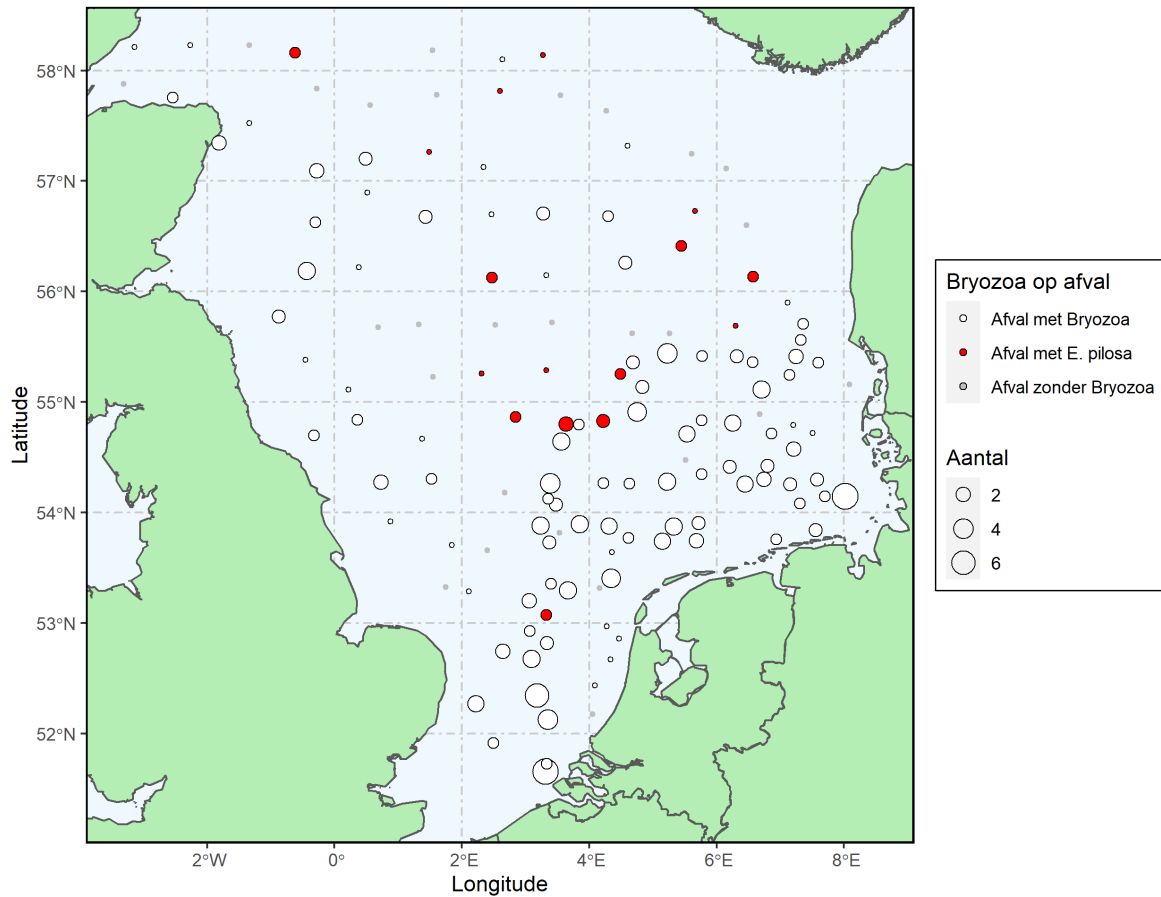 58°N
57°N
56°N
55°N
54°N
53°N
52°N
Latitude
2°W
0°
2°E
4°E
6°E
8°E
Longitude
Bryozoa op afval
Afval met Bryozoa
Afval met E. pilosa
Afval zonder Bryozoa
Aantal
2
4
6